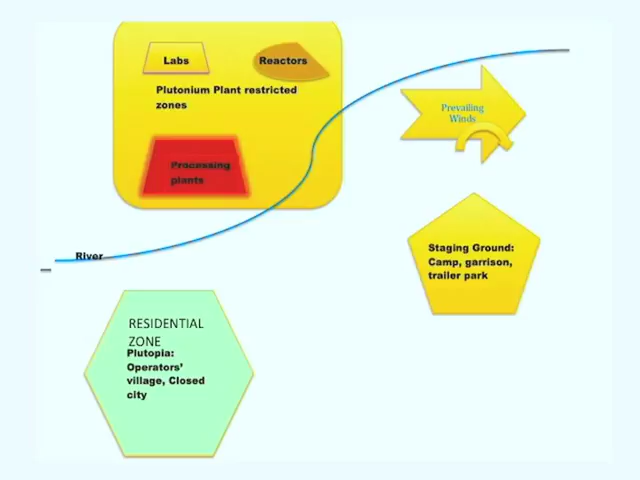 Labs
Reactors
Plutonium Plant restricted
zones
Prevailing
Winds
Processing
plants
Staging Ground:
Camp, garrison,
trailer park
River
RESIDENTIAL
ZONE
Plutopia:
Operators’
village, Closed
city